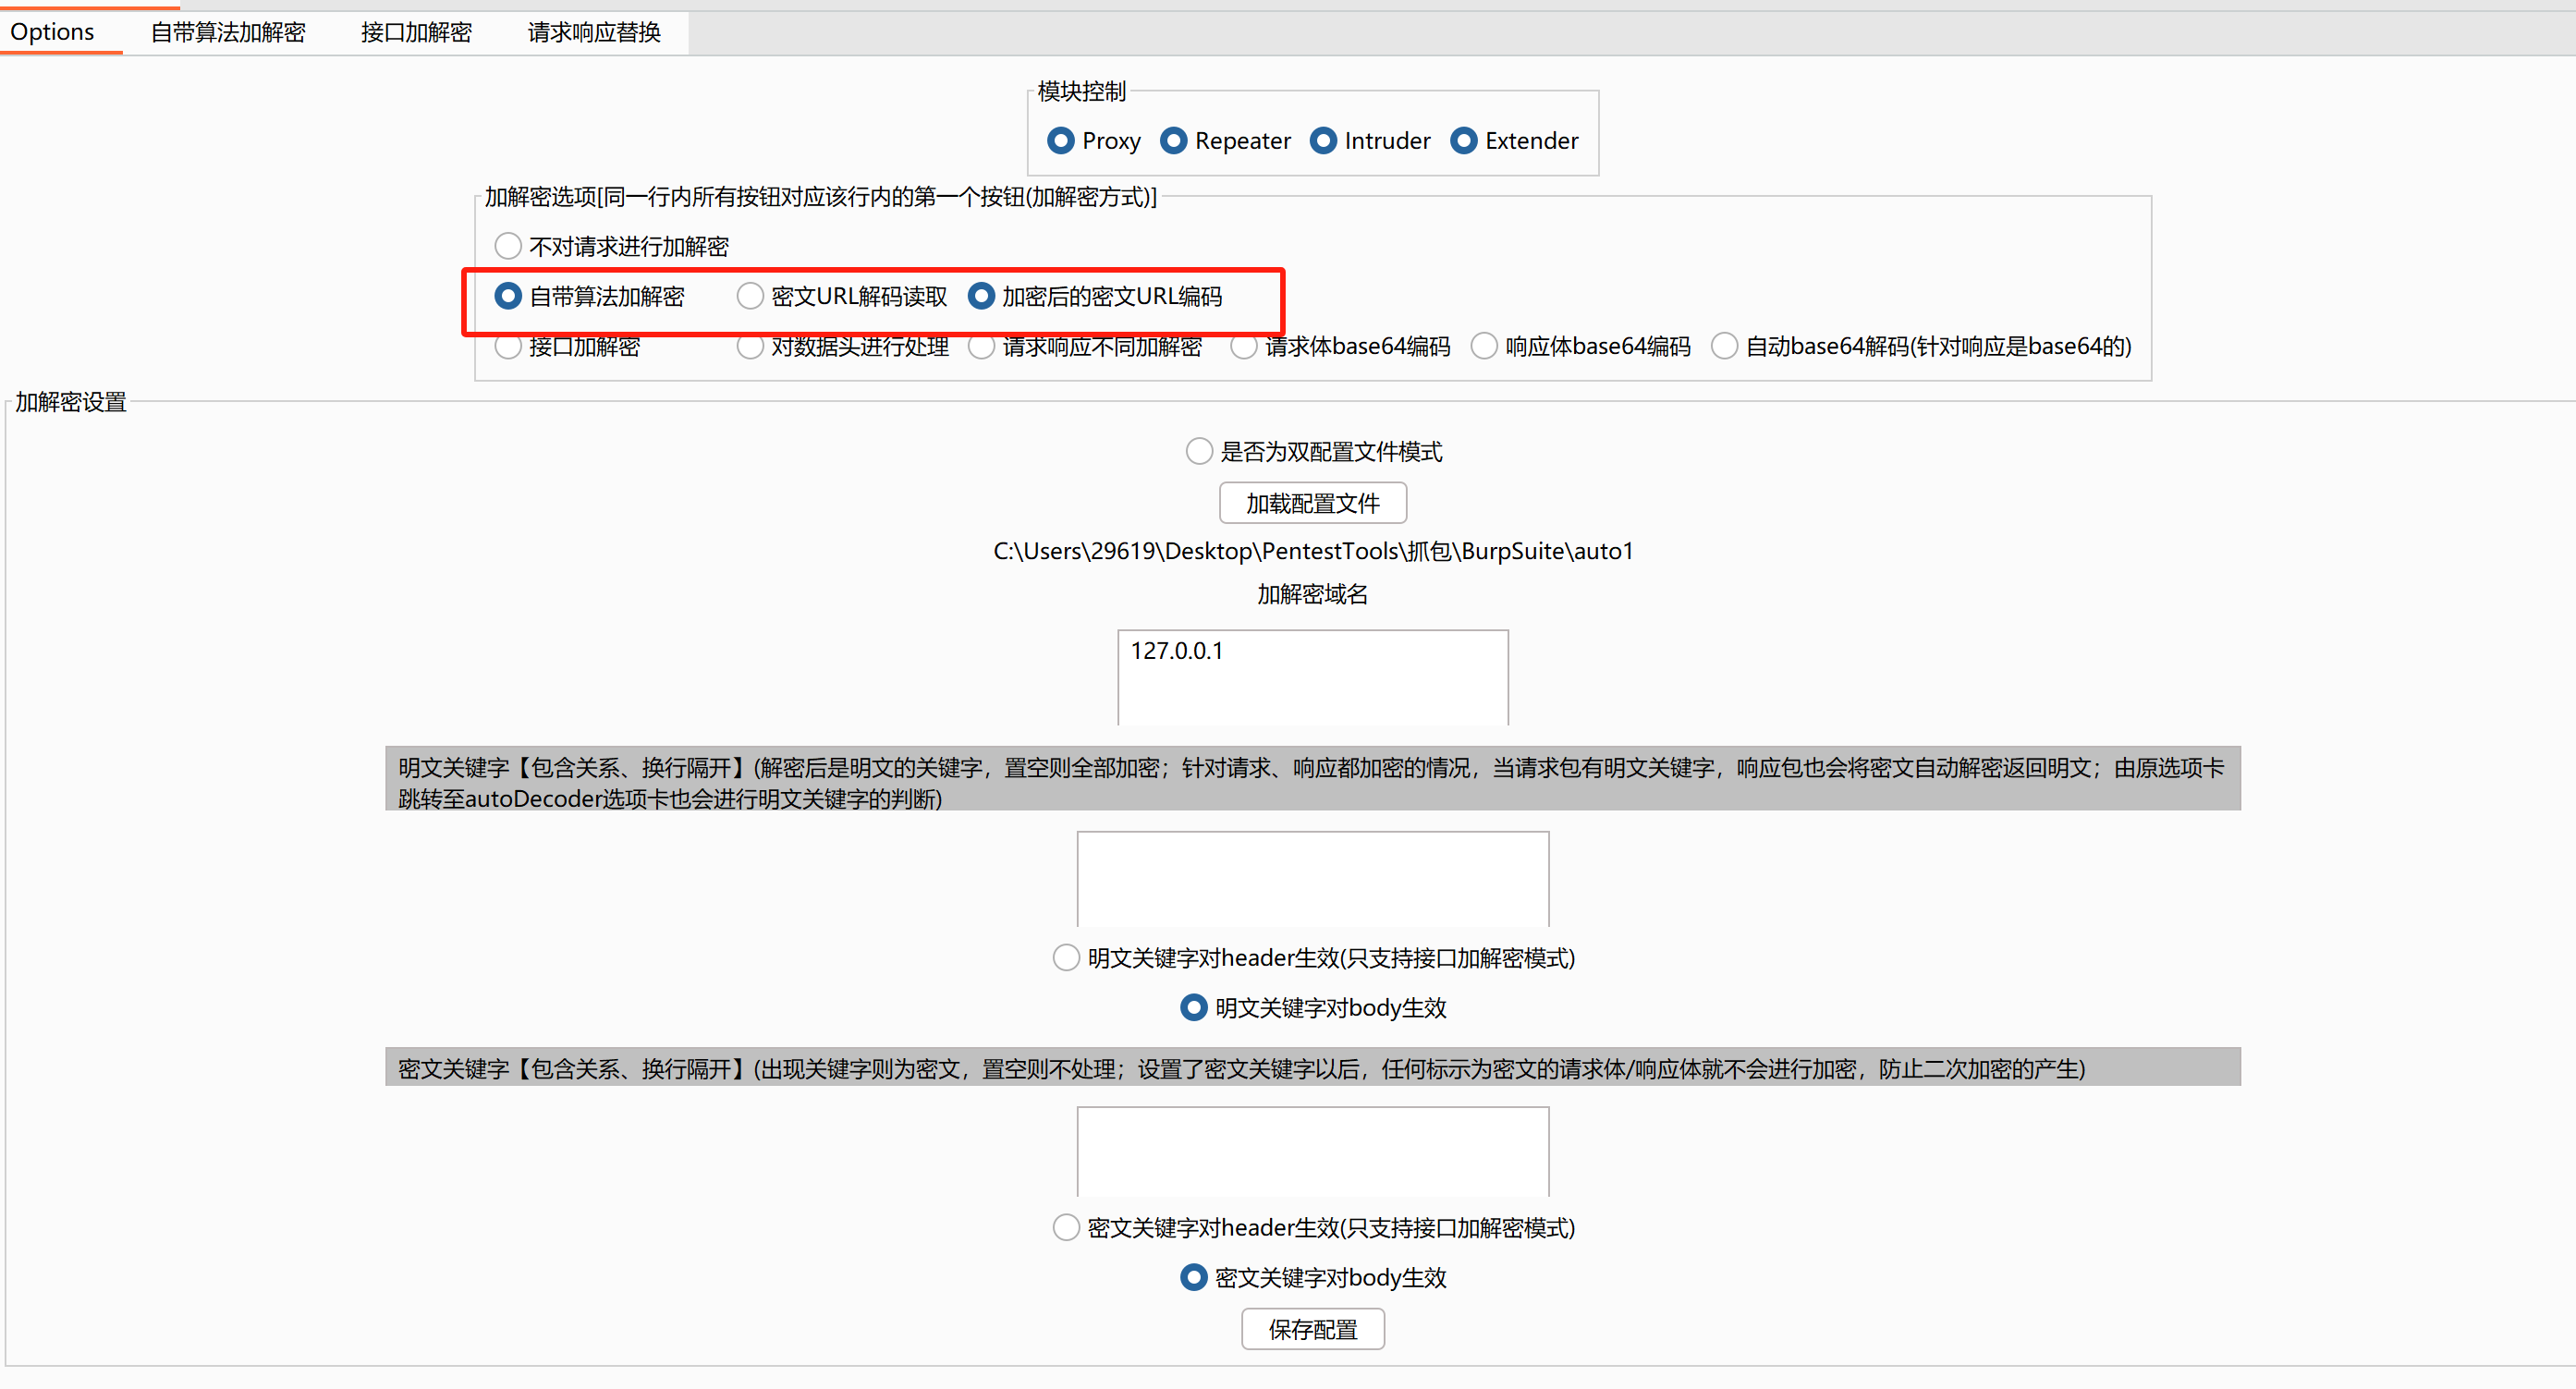 Options 自带算法加解密 接口加解密 请求响应替换
模块控制
Proxy Repeater Intruder Extender
加解密选项[同一行内所有按钮对应该行内的第一个按钮(加解密方式)]
不对请求进行加解密
自带算法加解密 密文URL解码读取 加密后的密文URL编码
接口加解密 对数据头进行处理 请求响应不同加解密 请求体base64编码 响应体base64编码 自动base64解码(针对响应是base64的)
加解密设置
是否为双配置文件模式
加载配置文件
C:\Users\29619\Desktop\PentestTools\抓包\BurpSuite\auto1
加解密域名
127.0.0.1
明文关键字【包含关系、换行隔开】(解密后是明文的关键字，置空则全部加密；针对请求、响应都加密的情况，当请求包有明文关键字，响应包也会将密文自动解密返回明文；由原选项卡
跳转至autoDecoder选项卡也会进行明文关键字的判断)
明文关键字对header生效(只支持接口加解密模式)
明文关键字对body生效
密文关键字【包含关系、换行隔开】(出现关键字则为密文，置空则不处理；设置了密文关键字以后，任何标示为密文的请求体/响应体就不会进行加密，防止二次加密的产生)
密文关键字对header生效(只支持接口加解密模式)
密文关键字对body生效
保存配置